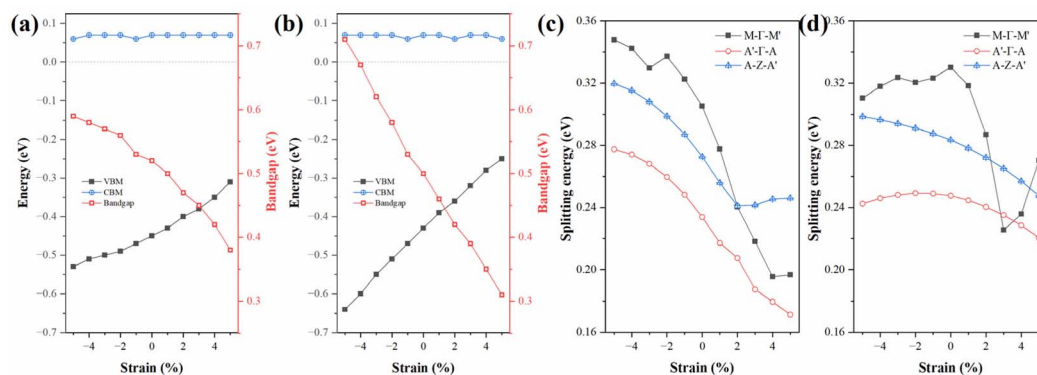 (a)
0.1
0.0
−0.1
−0.2
−0.3
−0.4
−0.5
−0.6
−0.7
Energy (eV)
VBM
CBM
Bandgap
0.7
0.6
0.5
0.4
0.3
Bandgap (eV)
−4
−2
0
2
4
Strain (%)
(b)
0.1
0.0
−0.1
−0.2
−0.3
−0.4
−0.5
−0.6
−0.7
Energy (eV)
VBM
CBM
Bandgap
0.7
0.6
0.5
0.4
0.3
Bandgap (eV)
−4
−2
0
2
4
Strain (%)
(c)
0.36
0.32
0.28
0.24
0.20
0.16
Splitting energy (eV)
M-Γ-M'
A'-Γ-A
A-Z-A'
−4
−2
0
2
4
Strain (%)
(d)
0.36
0.32
0.28
0.24
0.20
0.16
Splitting energy (eV)
M-Γ-M'
A'-Γ-A
A-Z-A'
−4
−2
0
2
4
Strain (%)